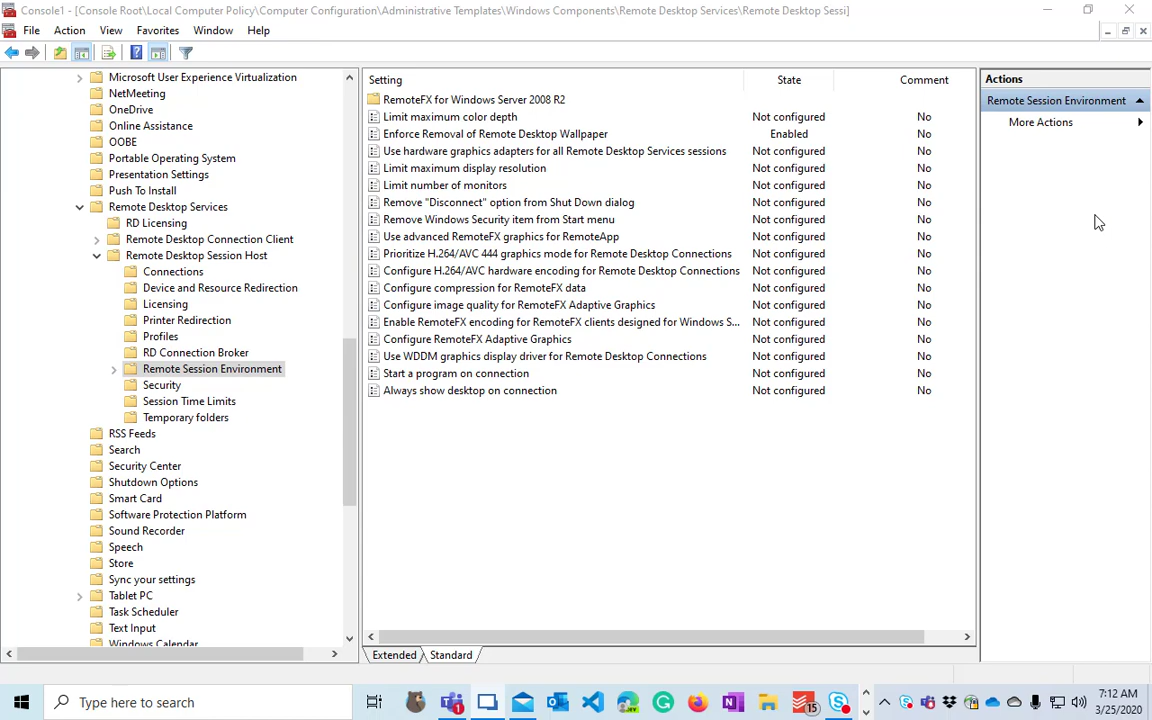 Console1 - [Console Root\Local Computer Policy\Computer Configuration\Administrative Templates\Windows Components\Remote Desktop Services\Remote Desktop Sessi]
File Action View Favorites Window Help
Microsoft User Experience Virtualization
NetMeeting
OneDrive
Online Assistance
OOBE
Portable Operating System
Presentation Settings
Push To Install
Remote Desktop Services
RD Licensing
Remote Desktop Connection Client
Remote Desktop Session Host
Connections
Device and Resource Redirection
Licensing
Printer Redirection
Profiles
RD Connection Broker
Remote Session Environment
Security
Session Time Limits
Temporary folders
RSS Feeds
Search
Security Center
Shutdown Options
Smart Card
Software Protection Platform
Sound Recorder
Speech
Store
Sync your settings
Tablet PC
Task Scheduler
Text Input
Windows Calendar
Setting State Comment
RemoteFX for Windows Server 2008 R2
Limit maximum color depth Not configured No
Enforce Removal of Remote Desktop Wallpaper Enabled No
Use hardware graphics adapters for all Remote Desktop Services sessions Not configured No
Limit maximum display resolution Not configured No
Limit number of monitors Not configured No
Remove "Disconnect" option from Shut Down dialog Not configured No
Remove Windows Security item from Start menu Not configured No
Use advanced RemoteFX graphics for RemoteApp Not configured No
Prioritize H.264/AVC 444 graphics mode for Remote Desktop Connections Not configured No
Configure H.264/AVC hardware encoding for Remote Desktop Connections Not configured No
Configure compression for RemoteFX data Not configured No
Configure image quality for RemoteFX Adaptive Graphics Not configured No
Enable RemoteFX encoding for RemoteFX clients designed for Windows S... Not configured No
Configure RemoteFX Adaptive Graphics Not configured No
Use WDDM graphics display driver for Remote Desktop Connections Not configured No
Start a program on connection Not configured No
Always show desktop on connection Not configured No
Extended Standard
Actions
Remote Session Environment
More Actions
Type here to search
1
15
7:12 AM
3/25/2020